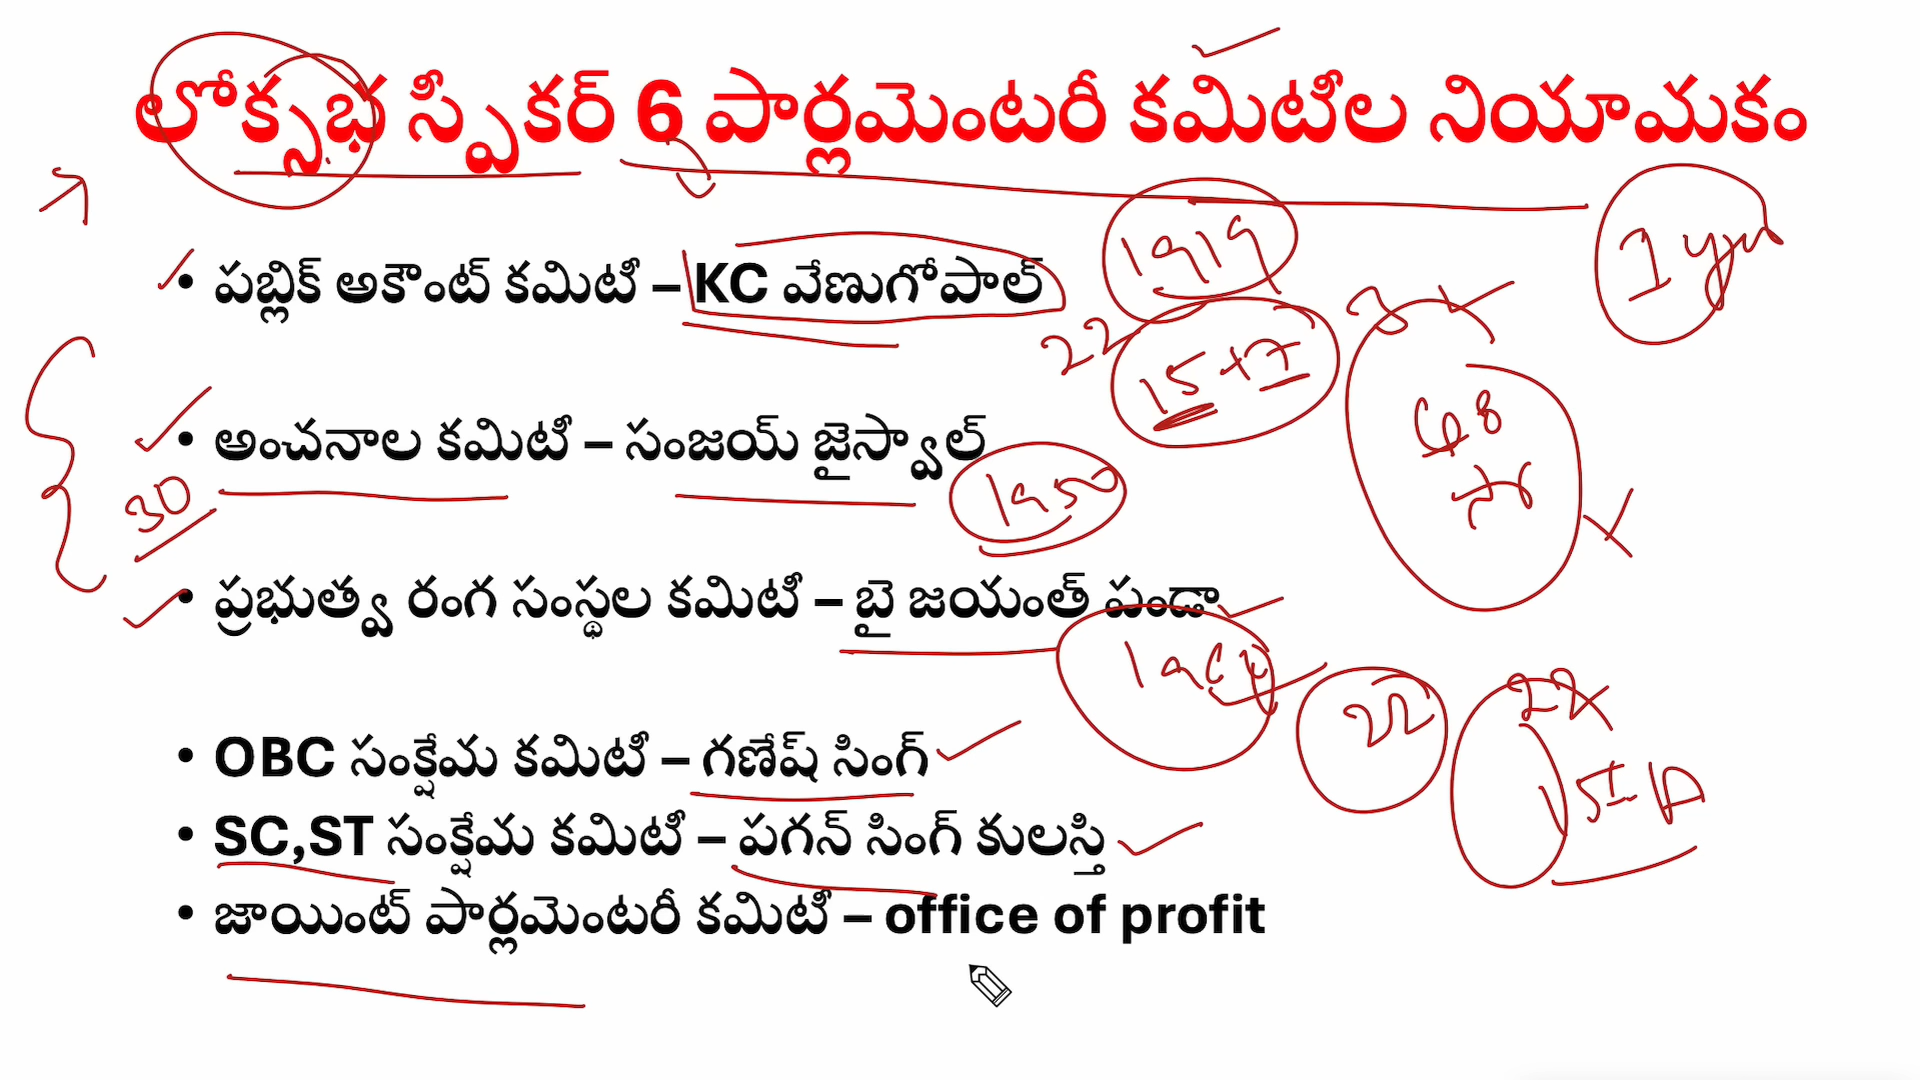 లోక్సభ స్పీకర్ 6 పార్లమెంటరీ కమిటీల నియామకం
1 year
• పబ్లిక్ అకౌంట్ కమిటీ – KC వేణుగోపాల్
1919
22
15+7
• అంచనాల కమిటీ – సంజయ్ జైస్వాల్
30
1950
• ప్రభుత్వ రంగ సంస్థల కమిటీ – బై జయంత్ పండా
22
22
15
• OBC సంక్షేమ కమిటీ – గణేష్ సింగ్
• SC,ST సంక్షేమ కమిటీ – పగన్ సింగ్ కులస్తి
• జాయింట్ పార్లమెంటరీ కమిటీ – office of profit